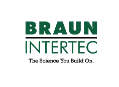 BRAUN
INTERTEC
The Science You Build On.